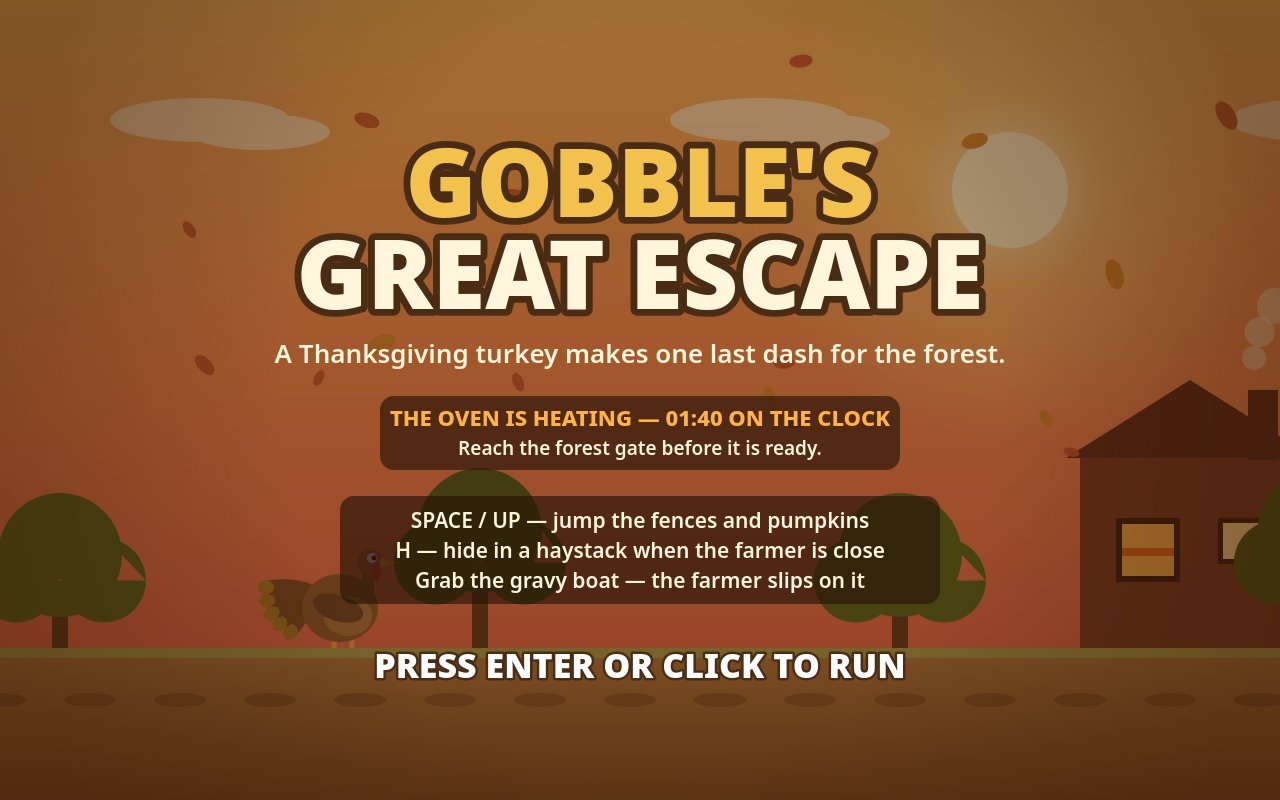 GOBBLE'S
GREAT ESCAPE
A Thanksgiving turkey makes one last dash for the forest.
THE OVEN IS HEATING — 01:40 ON THE CLOCK
Reach the forest gate before it is ready.
SPACE / UP — jump the fences and pumpkins
H — hide in a haystack when the farmer is close
Grab the gravy boat — the farmer slips on it
PRESS ENTER OR CLICK TO RUN